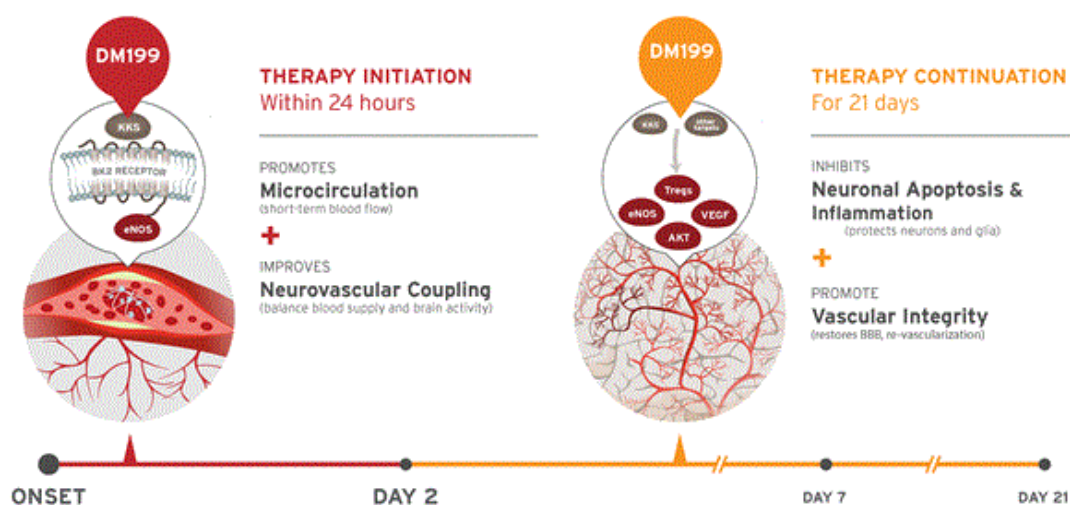 DM199
KKS
BK2 RECEPTOR
eNOS
THERAPY INITIATION
Within 24 hours
PROMOTES
Microcirculation
(short-term blood flow)
+
IMPROVES
Neurovascular Coupling
(balance blood supply and brain activity)
DM199
KKS
other
targets
Tregs
eNOS
VEGF
AKT
THERAPY CONTINUATION
For 21 days
INHIBITS
Neuronal Apoptosis &
Inflammation
(protects neurons and glia)
+
PROMOTE
Vascular Integrity
(restores BBB, re-vascularization)
ONSET
DAY 2
DAY 7
DAY 21